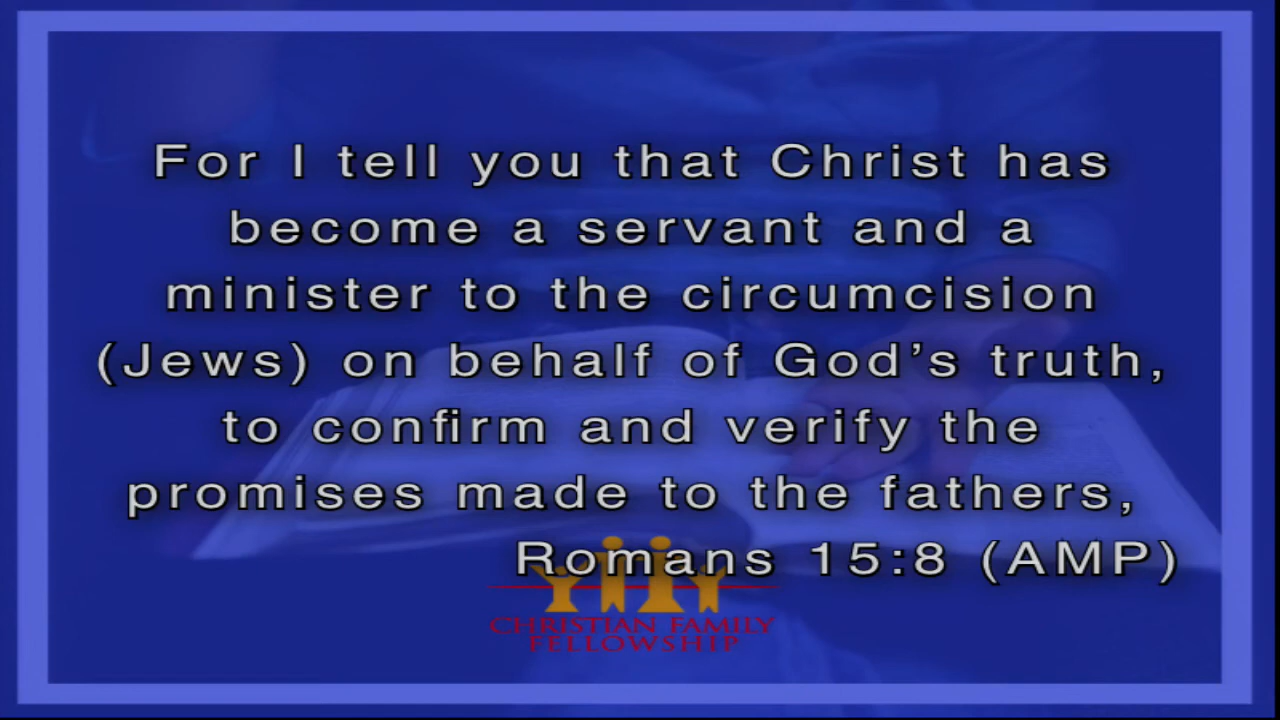 For I tell you that Christ has
become a servant and a
minister to the circumcision
(Jews) on behalf of God’s truth,
to confirm and verify the
promises made to the fathers,
Romans 15:8 (AMP)
CHRISTIAN FAMILY
FELLOWSHIP